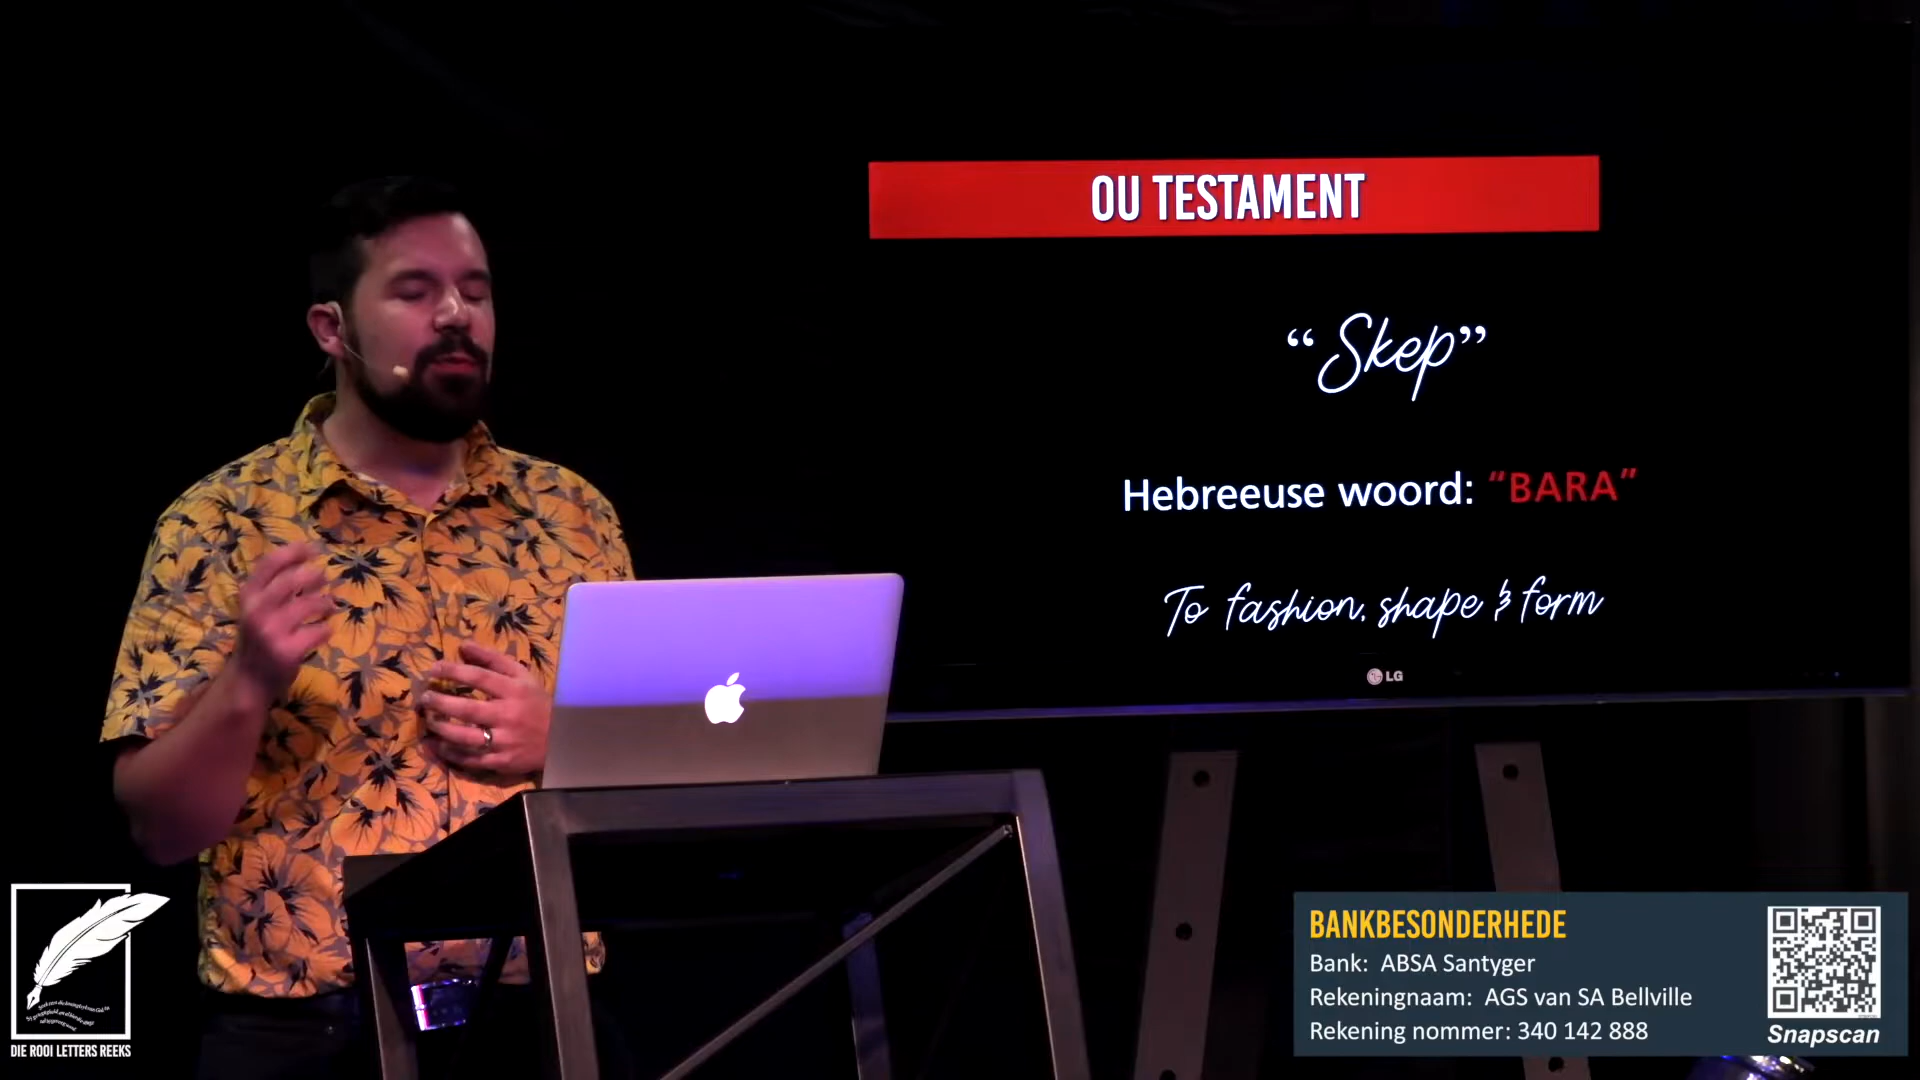 OU TESTAMENT
“Skep”
Hebreeuse woord: “BARA”
To fashion, shape & form
LG
BANKBESONDERHEDE
Bank: ABSA Santyger
Rekeningnaam: AGS van SA Bellville
Rekening nommer: 340 142 888
Snapscan
DIE ROOI LETTERS REEKS